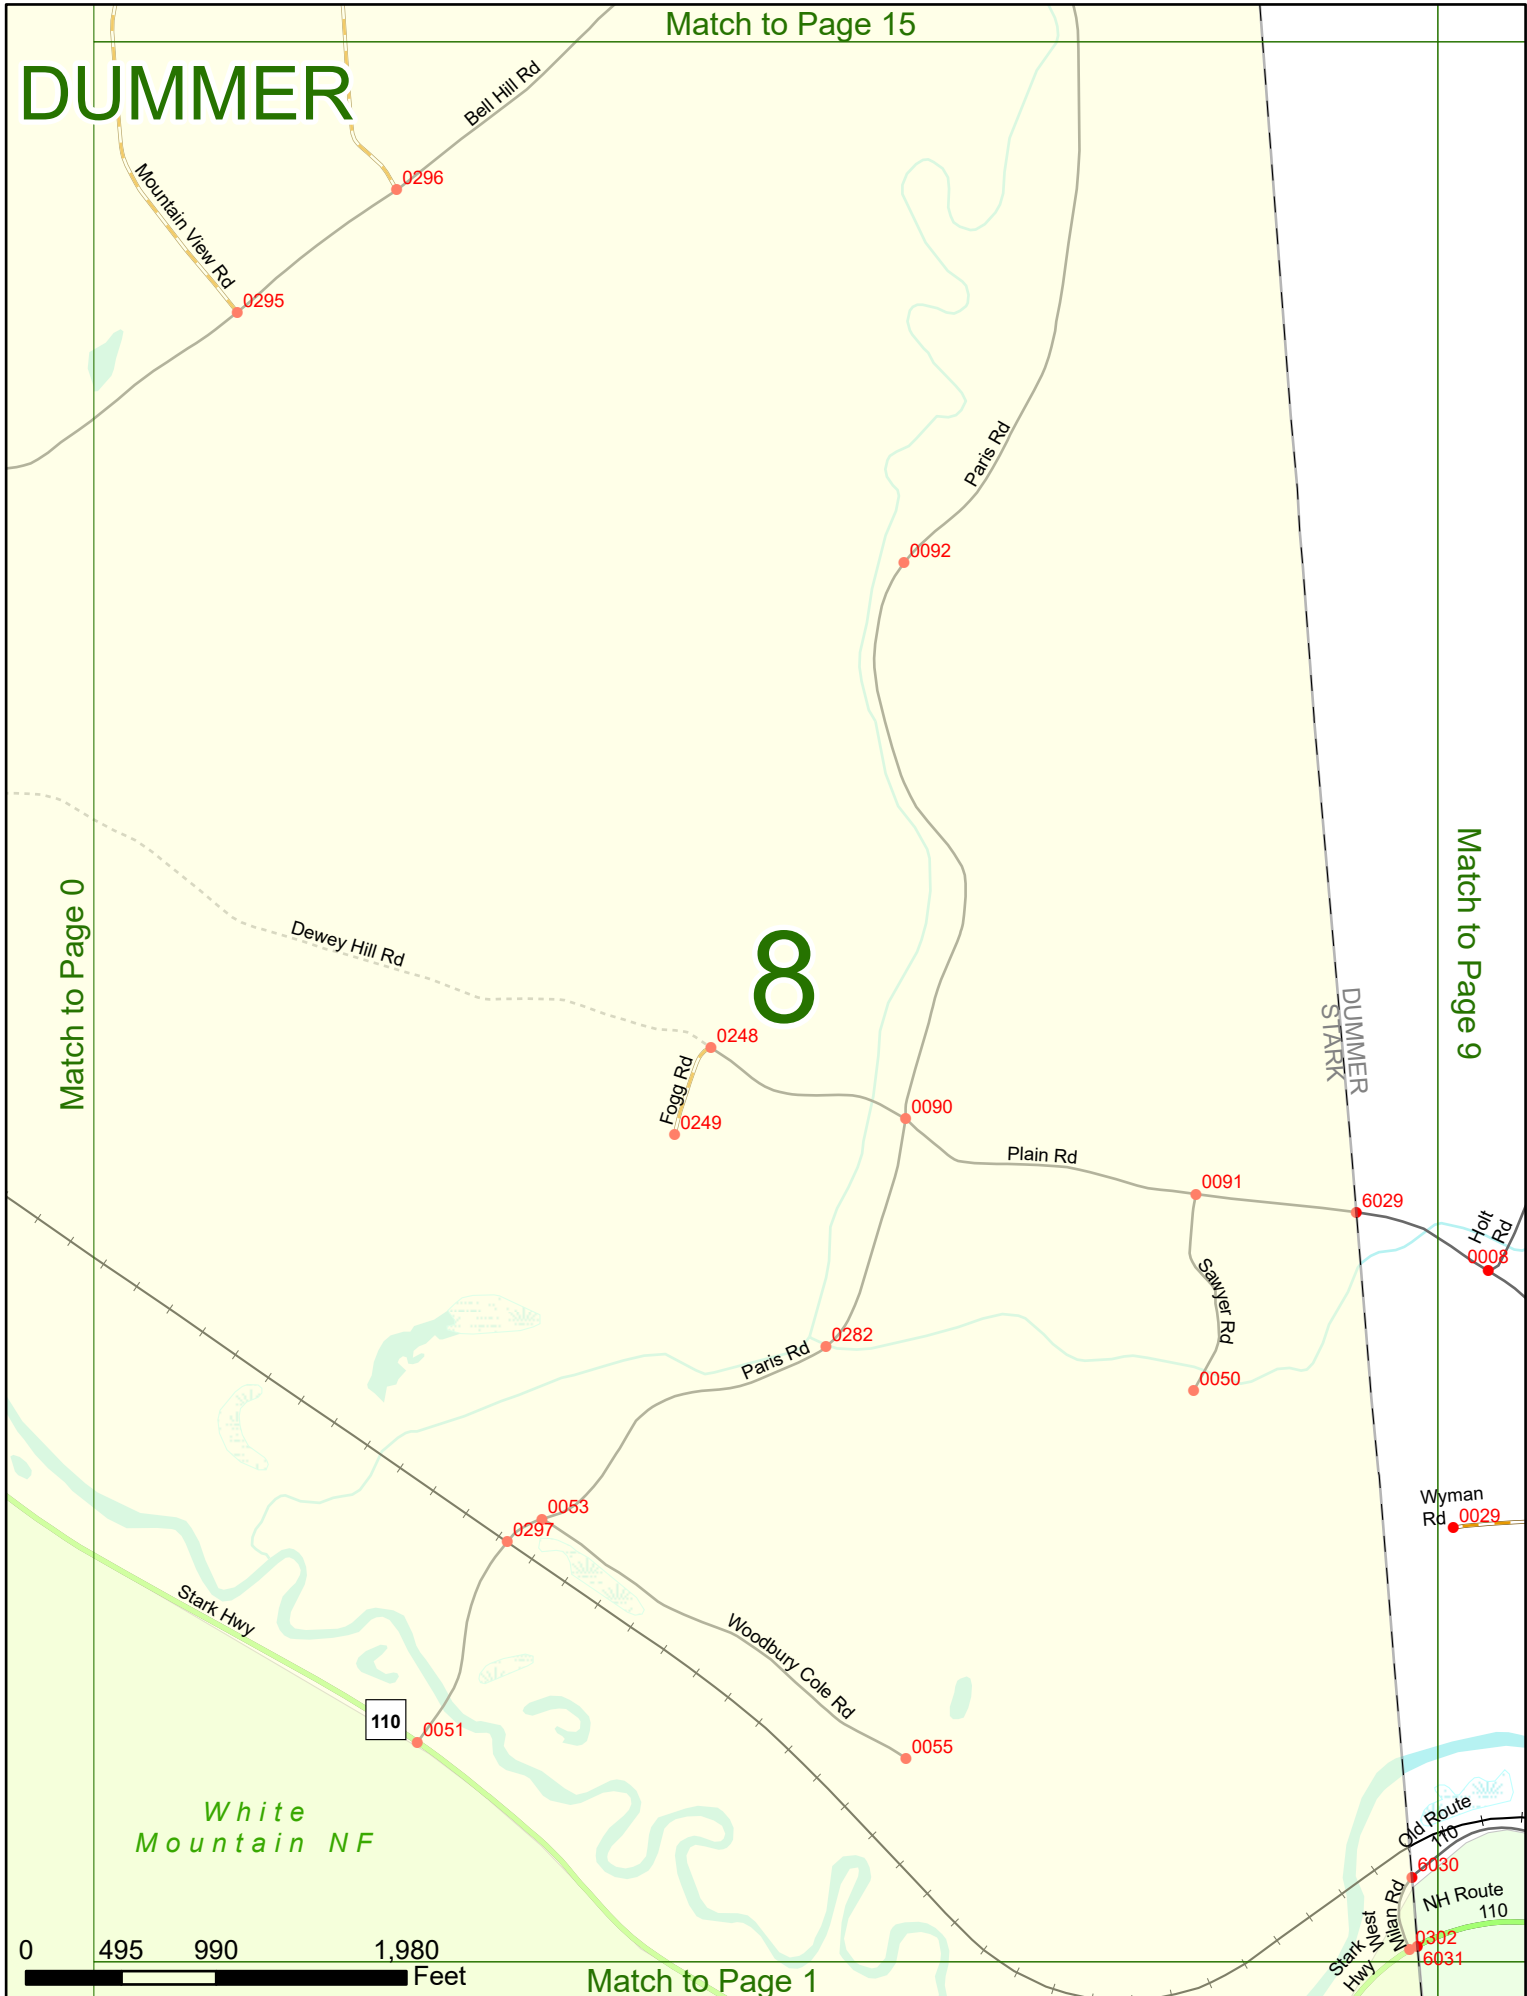 Match to Page 15
DUMMER
Bell Hill Rd
0296
Mountain View Rd
0295
Paris Rd
0092
Match to Page 9
Match to Page 0
Dewey Hill Rd
8
DUMMER
STARK
0248
Fogg Rd
0249
0090
Plain Rd
0091
6029
Holt
Rd
0008
Sawyer Rd
0282
Paris Rd
0050
Wyman
Rd
0029
0053
0297
Stark Hwy
Woodbury Cole Rd
110
0051
0055
White
Mountain NF
Old Route
110
6030
NH Route
110
West
Milan Rd
0302
6031
Stark
Hwy
0
495
990
1,980
Feet
Match to Page 1